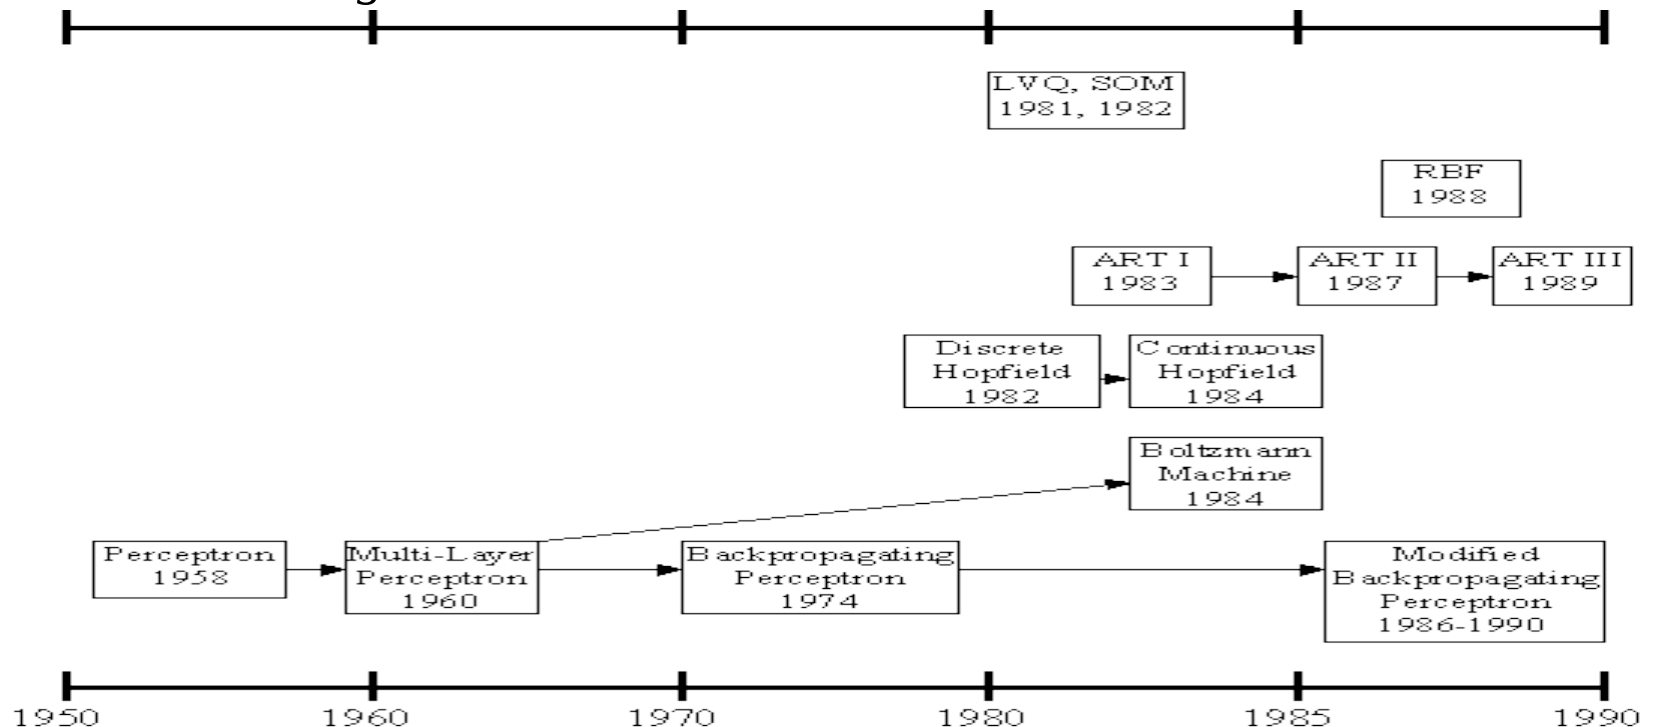 LVQ, SOM
1981, 1982
RBF
1988
ART I
1983
ART II
1987
ART III
1989
Discrete
Hopfield
1982
Continuous
Hopfield
1984
Boltzmann
Machine
1984
Perceptron
1958
Multi-Layer
Perceptron
1960
Backpropagating
Perceptron
1974
Modified
Backpropagating
Perceptron
1986-1990
1950 1960 1970 1980 1985 1990